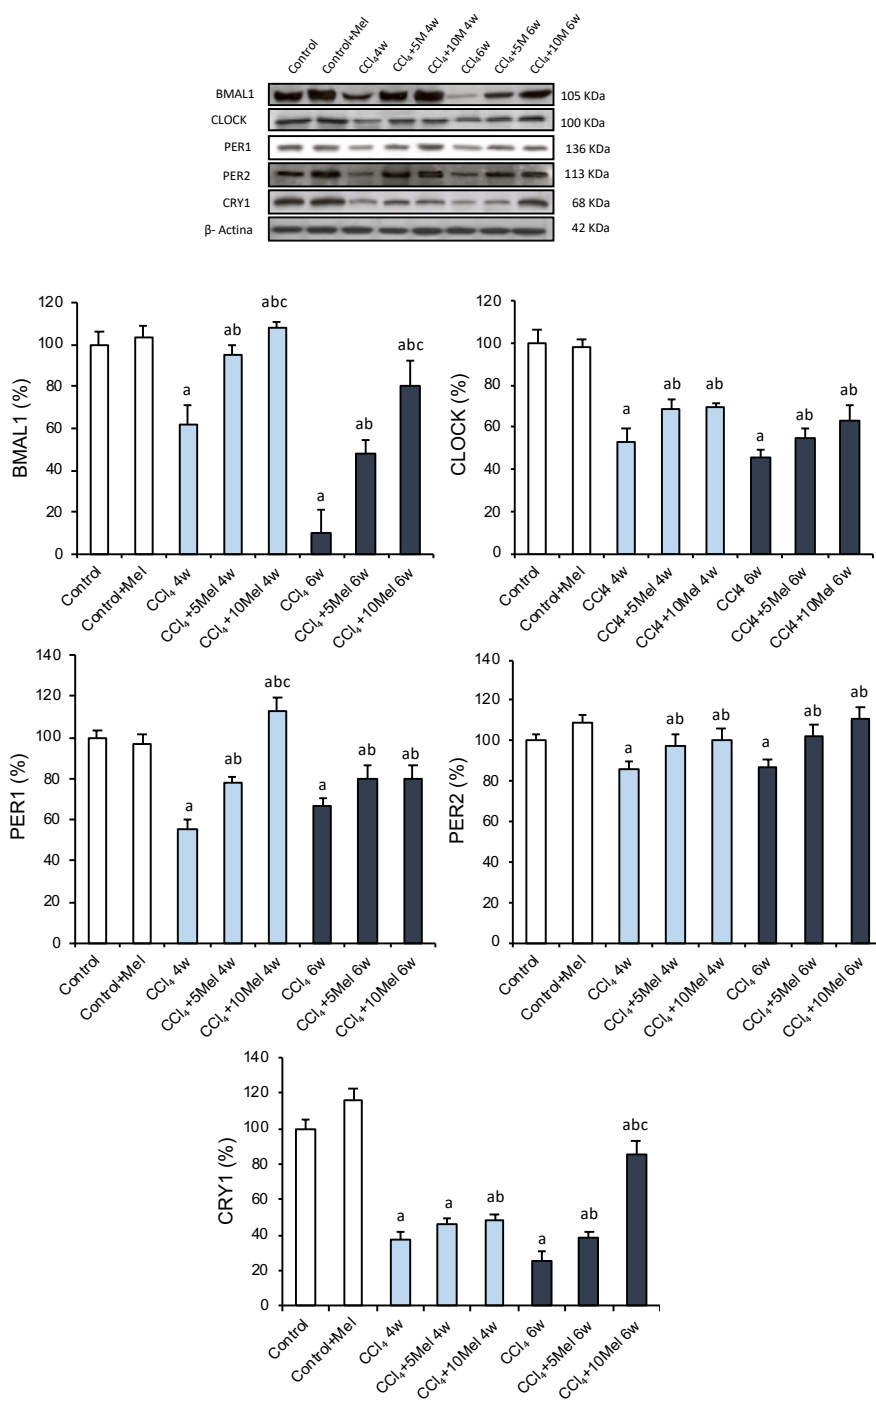 Control
Control+Mel
CCl₄4w
CCl₄+5M 4w
CCl₄+10M 4w
CCl₄6w
CCl₄+5M 6w
CCl₄+10M 6w
BMAL1 105 KDa
CLOCK 100 KDa
PER1 136 KDa
PER2 113 KDa
CRY1 68 KDa
β- Actina 42 KDa
BMAL1 (%)
120
100
80
60
40
20
0
a
ab
abc
a
ab
abc
Control
Control+Mel
CCl₄ 4w
CCl₄+5Mel 4w
CCl₄+10Mel 4w
CCl₄ 6w
CCl₄+5Mel 6w
CCl₄+10Mel 6w
CLOCK (%)
120
100
80
60
40
20
0
a
ab
ab
a
ab
ab
Control
Control+Mel
CCl4 4w
CCl4+5Mel 4w
CCl4+10Mel 4w
CCl4 6w
CCl4+5Mel 6w
CCl4+10Mel 6w
PER1 (%)
140
120
100
80
60
40
20
0
a
ab
abc
a
ab
ab
Control
Control+Mel
CCl₄ 4w
CCl₄+5Mel 4w
CCl₄+10Mel 4w
CCl₄ 6w
CCl₄+5Mel 6w
CCl₄+10Mel 6w
PER2 (%)
140
120
100
80
60
40
20
0
a
ab
ab
a
ab
ab
Control
Control+Mel
CCl₄ 4w
CCl₄+5Mel 4w
CCl₄+10Mel 4w
CCl₄ 6w
CCl₄+5Mel 6w
CCl₄+10Mel 6w
CRY1 (%)
140
120
100
80
60
40
20
0
a
a
ab
a
ab
abc
Control
Control+Mel
CCl₄ 4w
CCl₄+5Mel 4w
CCl₄+10Mel 4w
CCl₄ 6w
CCl₄+5Mel 6w
CCl₄+10Mel 6w